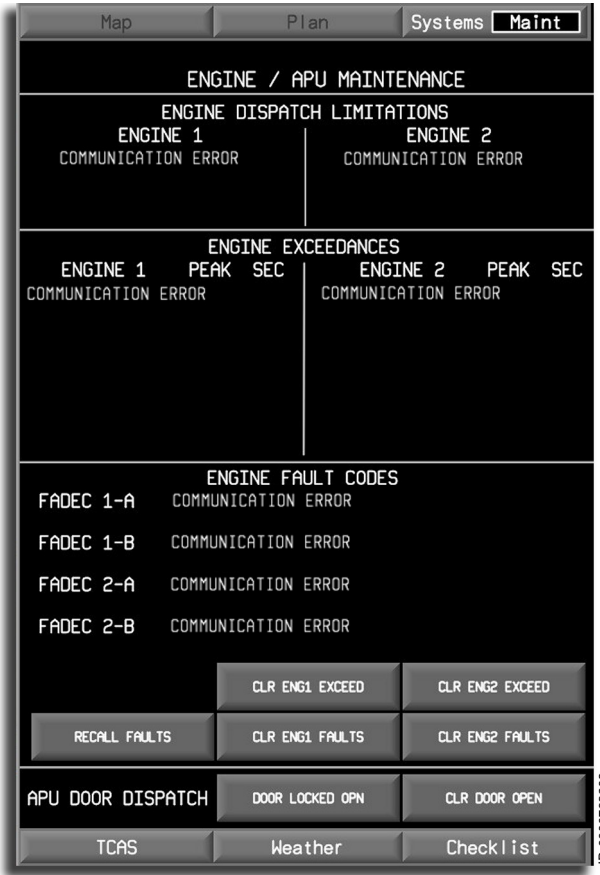 Map Plan Systems Maint
ENGINE / APU MAINTENANCE
ENGINE DISPATCH LIMITATIONS
ENGINE 1 ENGINE 2
COMMUNICATION ERROR COMMUNICATION ERROR
ENGINE EXCEEDANCES
ENGINE 1 PEAK SEC ENGINE 2 PEAK SEC
COMMUNICATION ERROR COMMUNICATION ERROR
ENGINE FAULT CODES
FADEC 1-A COMMUNICATION ERROR
FADEC 1-B COMMUNICATION ERROR
FADEC 2-A COMMUNICATION ERROR
FADEC 2-B COMMUNICATION ERROR
CLR ENG1 EXCEED CLR ENG2 EXCEED
RECALL FAULTS CLR ENG1 FAULTS CLR ENG2 FAULTS
APU DOOR DISPATCH DOOR LOCKED OPN CLR DOOR OPEN
TCAS Weather Checklist